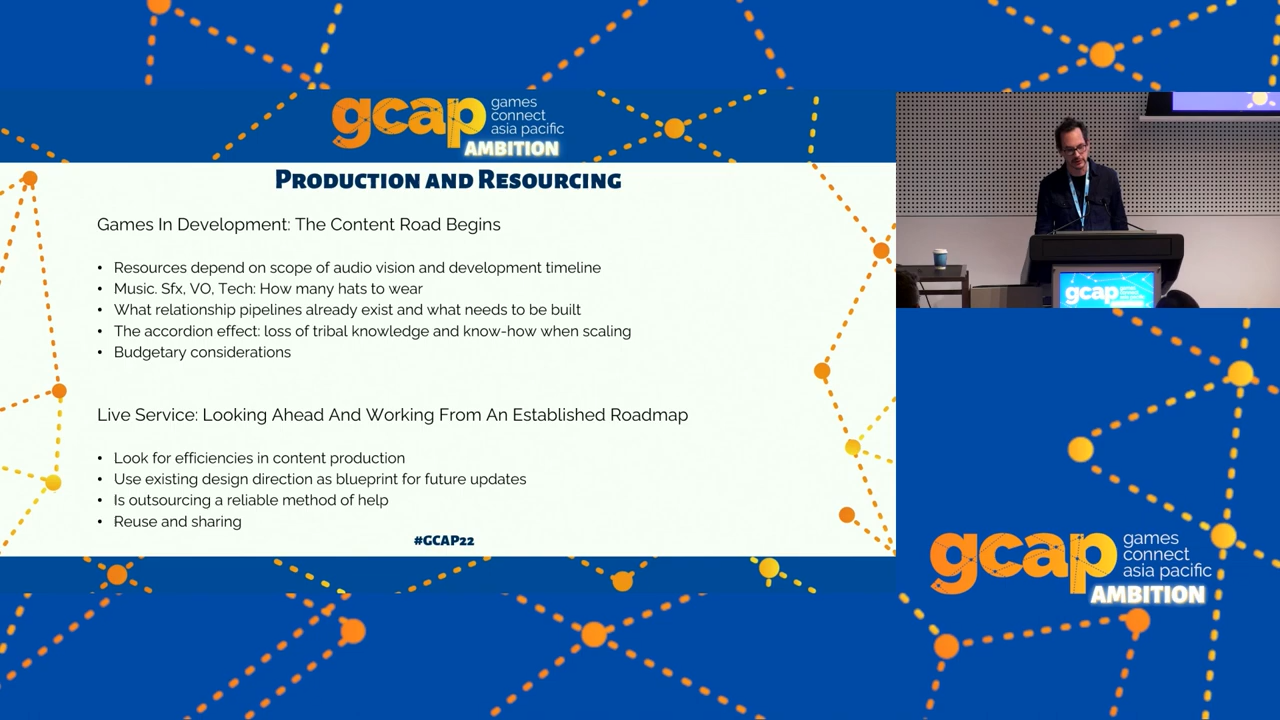 gcap games
connect
asia pacific
AMBITION
PRODUCTION AND RESOURCING
Games In Development: The Content Road Begins
• Resources depend on scope of audio vision and development timeline
• Music. Sfx, VO, Tech: How many hats to wear
• What relationship pipelines already exist and what needs to be built
• The accordion effect: loss of tribal knowledge and know-how when scaling
• Budgetary considerations
Live Service: Looking Ahead And Working From An Established Roadmap
• Look for efficiencies in content production
• Use existing design direction as blueprint for future updates
• Is outsourcing a reliable method of help
• Reuse and sharing
#GCAP22
gcap
gcap games
connect
asia pacific
AMBITION